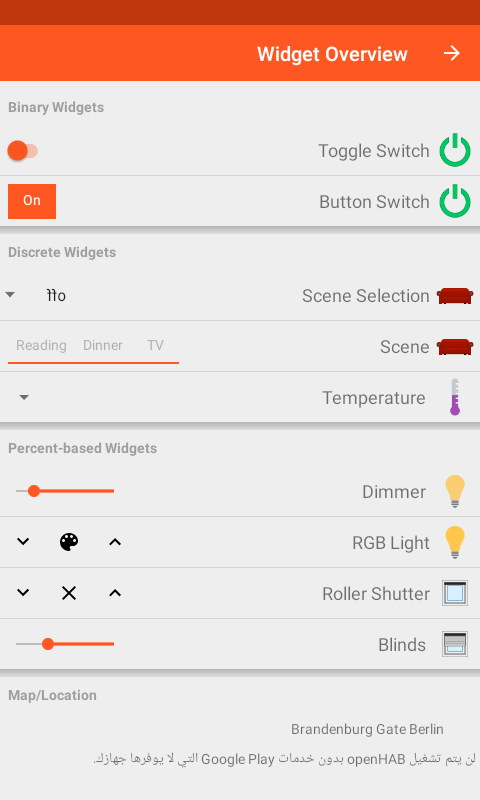 Widget Overview
Binary Widgets
Toggle Switch
Button Switch
On
Discrete Widgets
Scene Selection
Scene
Reading Dinner TV
Temperature
Percent-based Widgets
Dimmer
RGB Light
Roller Shutter
Blinds
Map/Location
Brandenburg Gate Berlin
لن يتم تشغيل openHAB بدون خدمات Google Play التي لا يوفرها جهازك.